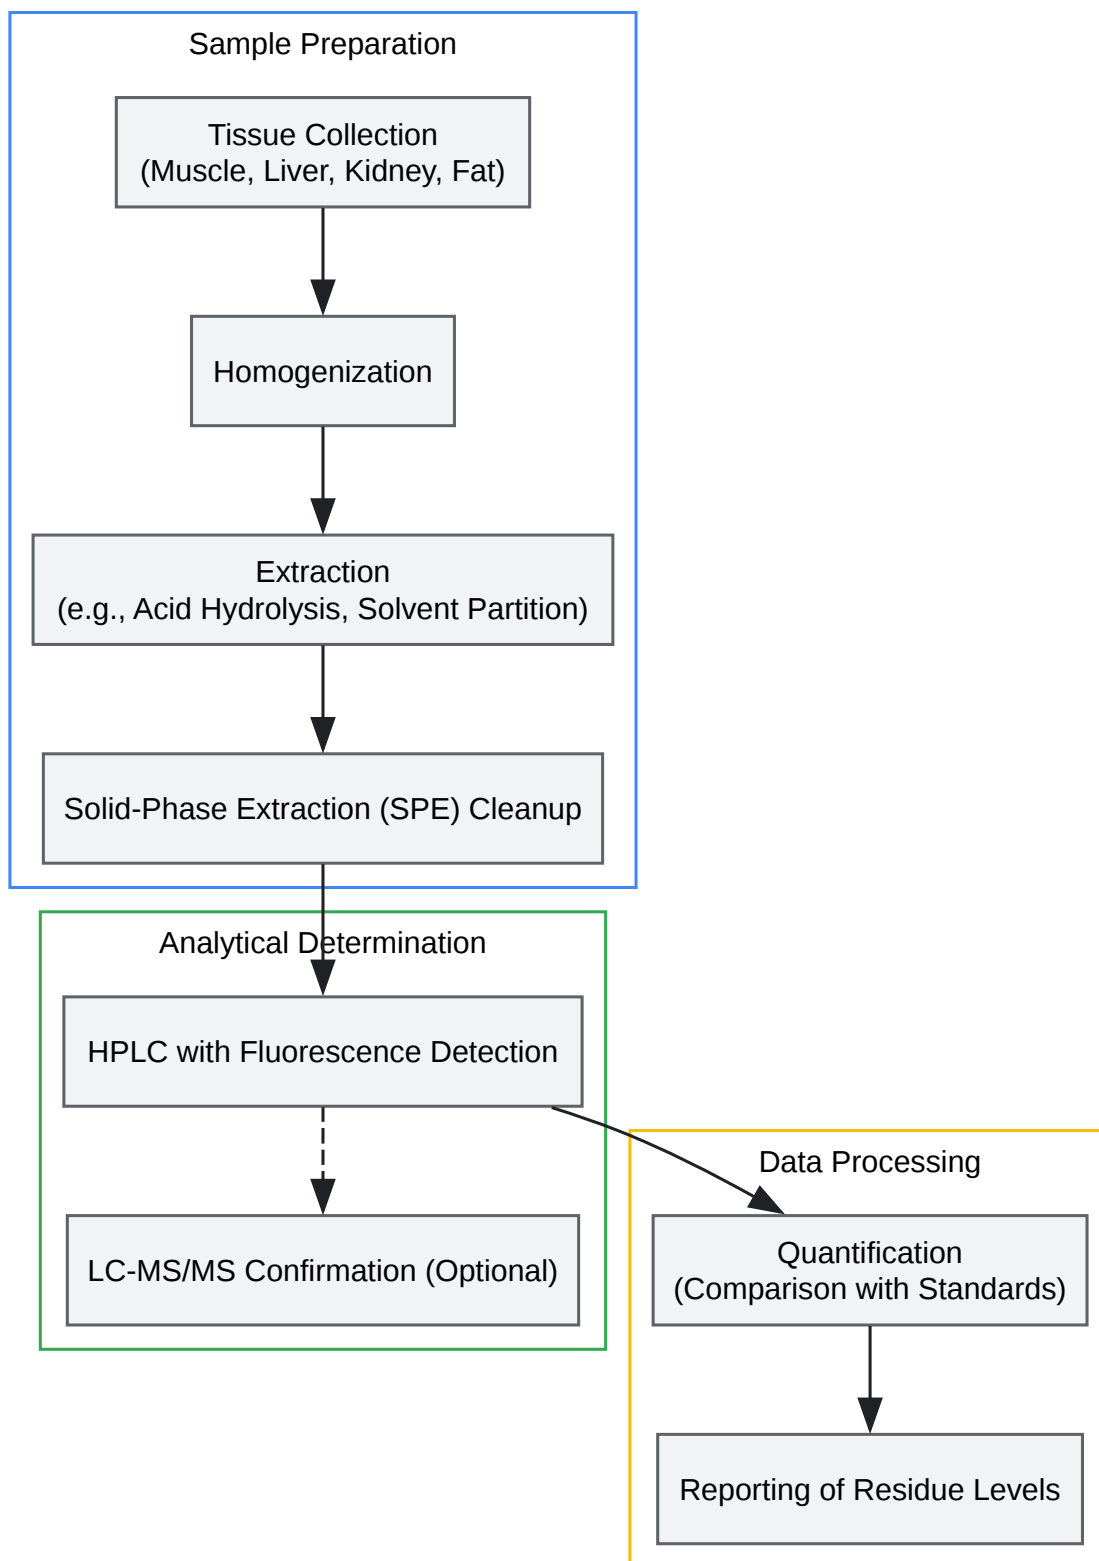 Sample Preparation
Tissue Collection
(Muscle, Liver, Kidney, Fat)
Homogenization
Extraction
(e.g., Acid Hydrolysis, Solvent Partition)
Solid-Phase Extraction (SPE) Cleanup
Analytical Determination
HPLC with Fluorescence Detection
LC-MS/MS Confirmation (Optional)
Data Processing
Quantification
(Comparison with Standards)
Reporting of Residue Levels